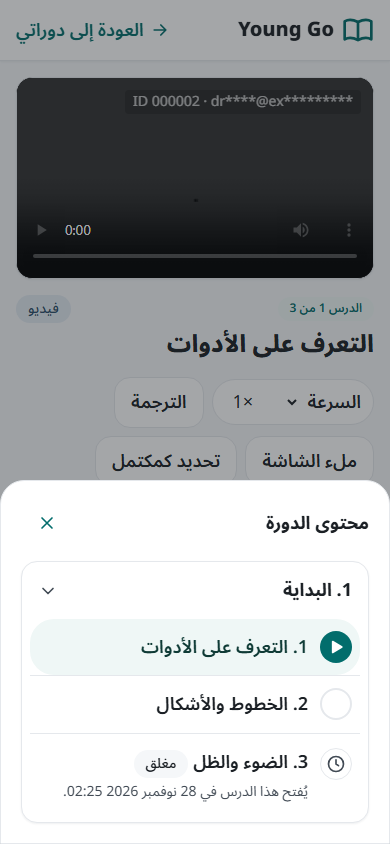 Young Go
العودة إلى دوراتي
ID 000002 · dr****@ex*********
0:00
الدرس 1 من 3
فيديو
التعرف على الأدوات
السرعة 1×
الترجمة
ملء الشاشة
تحديد كمكتمل
محتوى الدورة
1. البداية
1. التعرف على الأدوات
2. الخطوط والأشكال
3. الضوء والظل مغلق
يُفتح هذا الدرس في 28 نوفمبر 2026 02:25.